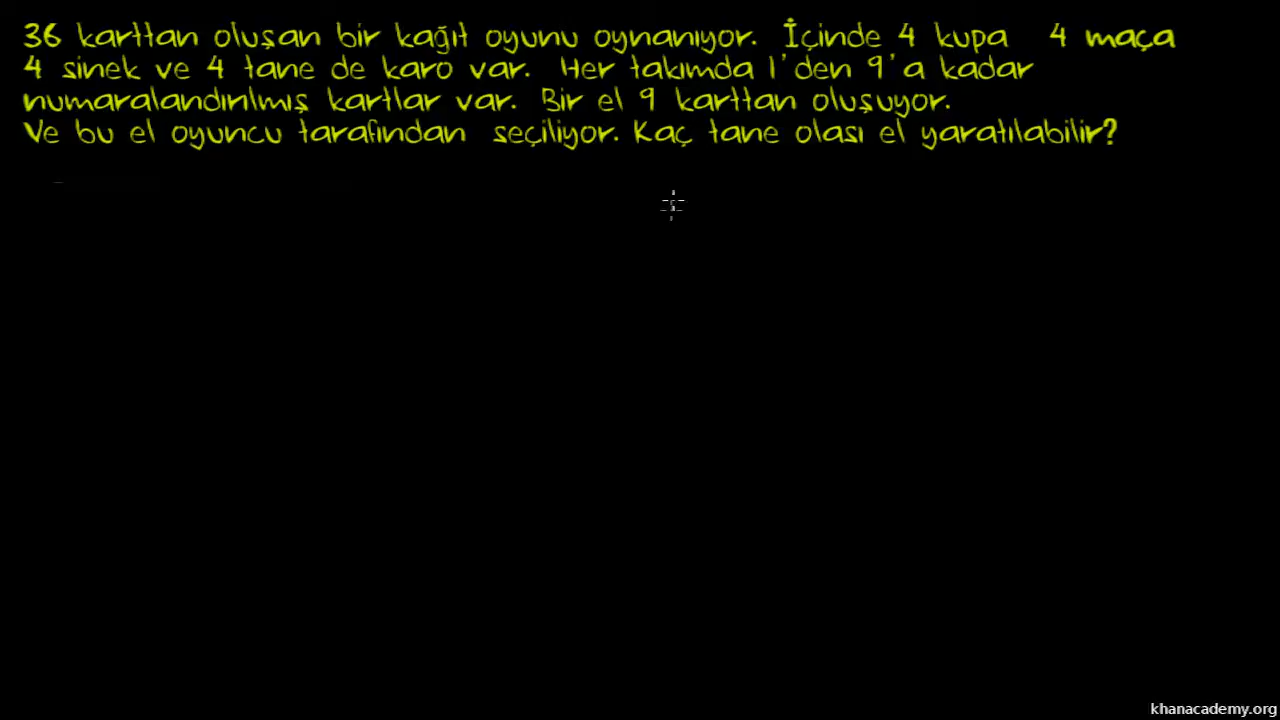 36 karttan oluşan bir kağıt oyunu oynanıyor. İçinde 4 kupa 4 maça
4 sinek ve 4 tane de karo var. Her takımda 1'den 9'a kadar
numaralandırılmış kartlar var. Bir el 9 karttan oluşuyor.
Ve bu el oyuncu tarafından seçiliyor. Kaç tane olası el yaratılabilir?
khanacademy.org